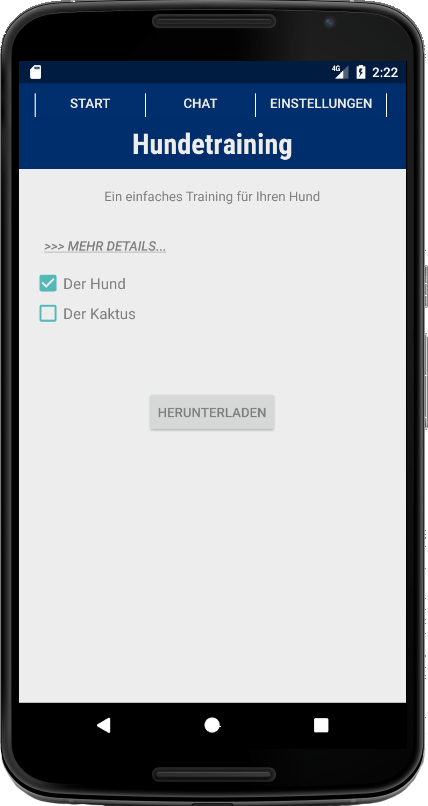 4G 2:22
START CHAT EINSTELLUNGEN
Hundetraining
Ein einfaches Training für Ihren Hund
>>> MEHR DETAILS...
Der Hund
Der Kaktus
HERUNTERLADEN